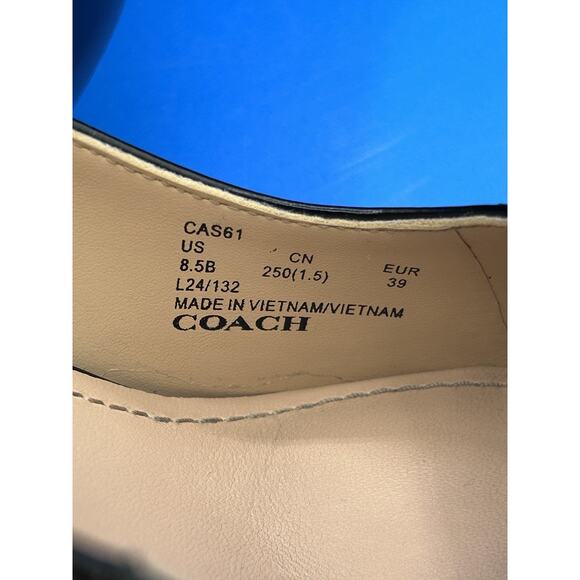 CAS61
US CN EUR
8.5B 250(1.5) 39
L24/132
MADE IN VIETNAM/VIETNAM
COACH